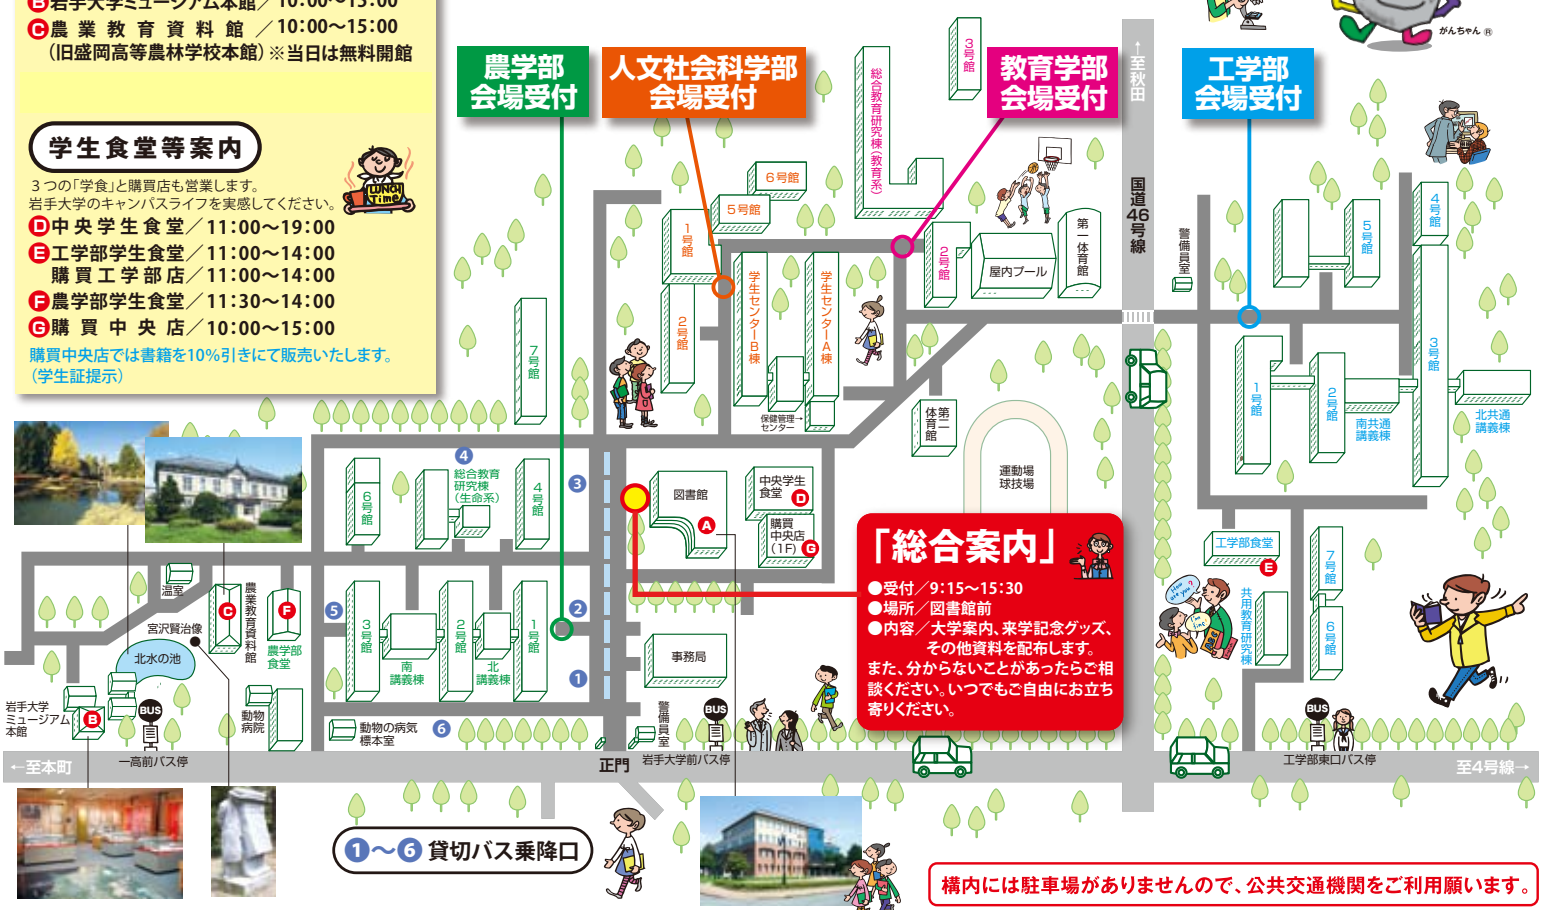 B岩手大学ミュージアム本館／10：00～15：00
C農業教育資料館／10：00～15：00
（旧盛岡高等農林学校本館）※当日は無料開館
学生食堂等案内
３つの「学食」と購買店も営業します。
岩手大学のキャンパスライフを実感してください。
LUNCH
Time
D中央学生食堂／11：00～19：00
E工学部学生食堂／11：00～14：00
購買工学部店／11：00～14：00
F農学部学生食堂／11：30～14：00
G購買中央店／10：00～15：00
購買中央店では書籍を10％引きにて販売いたします。
（学生証提示）
農学部
会場受付
人文社会科学部
会場受付
教育学部
会場受付
工学部
会場受付
がんちゃん ®
↑至秋田
国道46号線
3号館
総合教育研究棟（教育系）
6号館
5号館
1号館
2号館
学生センターB棟
学生センターA棟
保健管理→
センター
2号館
屋内プール
第一体育館
第二
体育館
運動場
球技場
警備員室
5号館
4号館
3号館
1号館
2号館
南共通
講義棟
北共通
講義棟
工学部食堂
E
7号館
6号館
共用教育研究棟
How
are you?
I'm
fine!
ABC
7号館
6号館
4
総合教育
研究棟
（生命系）
4号館
3
図書館
A
中央学生
食堂 D
購買
中央店
（1F） G
温室
C
農業教育資料館
F
農学部
食堂
宮沢賢治像
北水の池
5
3号館
南
講義棟
2号館
北
講義棟
1号館
2
1
事務局
岩手大学
ミュージアム
本館
B
BUS
一高前バス停
動物
病院
動物の病気
標本室
6
正門
警備員室
BUS
岩手大学前バス停
「総合案内」
●受付／9：15～15：30
●場所／図書館前
●内容／大学案内、来学記念グッズ、
その他資料を配布します。
また、分からないことがあったらご相
談ください。いつでもご自由にお立ち
寄りください。
BUS
工学部東口バス停
←至本町
至4号線→
1～6 貸切バス乗降口
構内には駐車場がありませんので、公共交通機関をご利用願います。